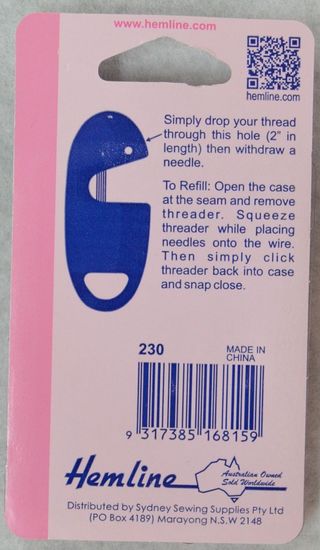 www.hemline.com
hemline.com
Simply drop your thread
through this hole (2" in
length) then withdraw a
needle.
To Refill: Open the case
at the seam and remove
threader. Squeeze
threader while placing
needles onto the wire.
Then simply click
threader back into case
and snap close.
230
MADE IN
CHINA
9 317385 168159
Hemline
Australian Owned
Sold Worldwide
Distributed by Sydney Sewing Supplies Pty Ltd
(PO Box 4189) Marayong N.S.W 2148